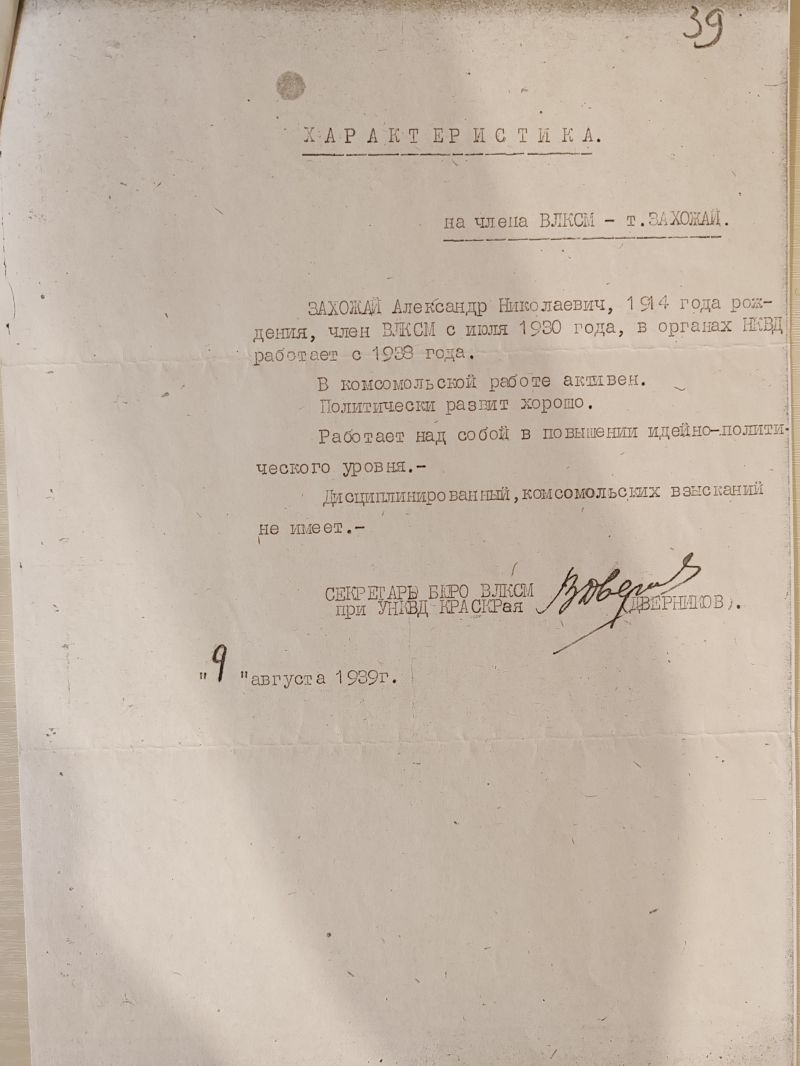 39
ХАРАКТЕРИСТИКА.
на члена ВЛКСМ - т.ЗАХОЖАЙ.
ЗАХОЖАЙ Александр Николаевич, 1914 года рож-
дения, член ВЛКСМ с июля 1930 года, в органах НКВД
работает с 1938 года.
В комсомольской работе активен.
Политически развит хорошо.
Работает над собой в повышении идейно-полити-
ческого уровня.-
Дисциплинированный,комсомольских взысканий
не имеет.-
СЕКРЕТАРЬ БЮРО ВЛКСМ
при УНКВД КРАСКРая (ДВЕРНИКОВ).
"9 "августа 1939г.